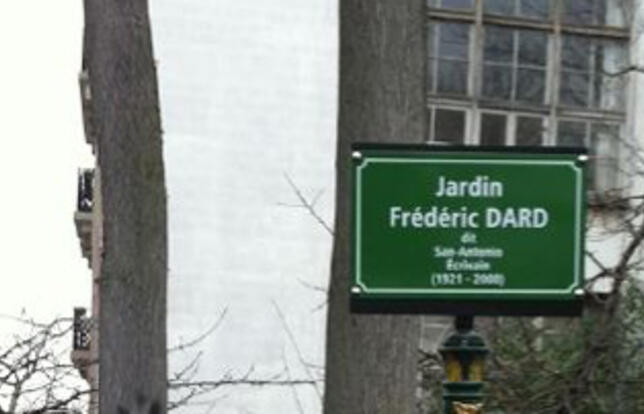 Jardin
Frédéric DARD
dit
San-Antonio
Écrivain
(1921 - 2000)